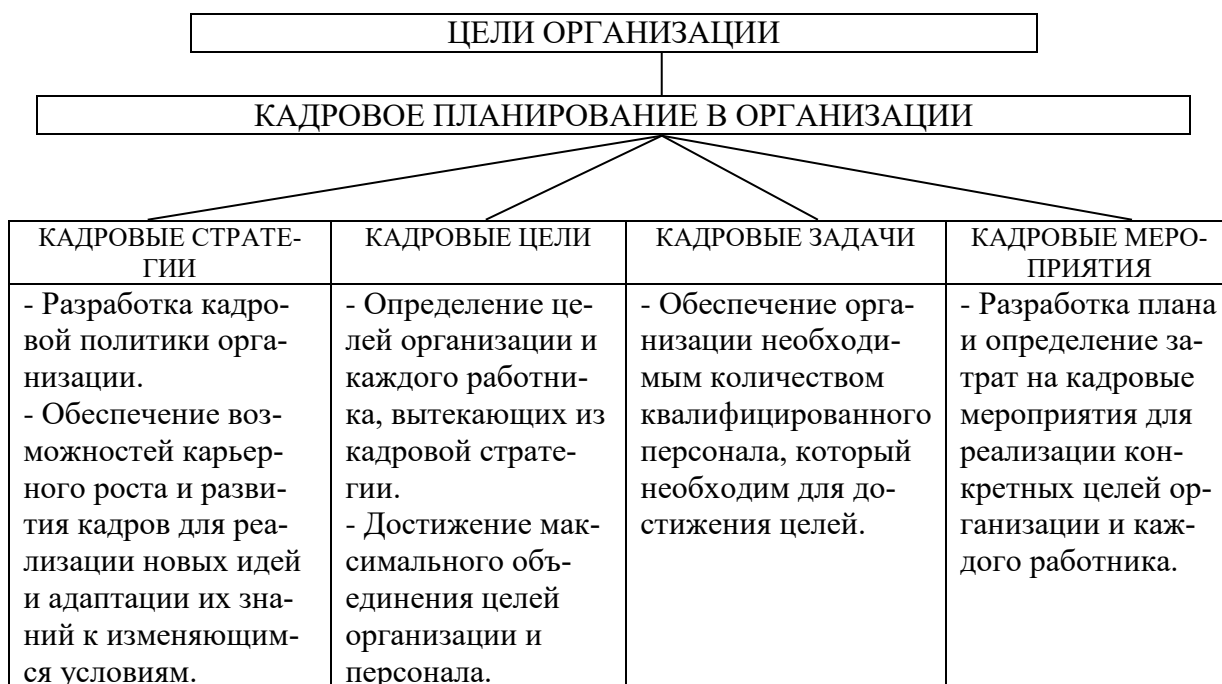 ЦЕЛИ ОРГАНИЗАЦИИ
КАДРОВОЕ ПЛАНИРОВАНИЕ В ОРГАНИЗАЦИИ
КАДРОВЫЕ СТРАТЕ-
ГИИ
- Разработка кадро-
вой политики орга-
низации.
- Обеспечение воз-
можностей карьер-
ного роста и разви-
тия кадров для реа-
лизации новых идей
и адаптации их зна-
ний к изменяющим-
ся условиям.
КАДРОВЫЕ ЦЕЛИ
- Определение це-
лей организации и
каждого работни-
ка, вытекающих из
кадровой страте-
гии.
- Достижение мак-
симального объ-
единения целей
организации и
персонала.
КАДРОВЫЕ ЗАДАЧИ
- Обеспечение орга-
низации необходи-
мым количеством
квалифицированного
персонала, который
необходим для до-
стижения целей.
КАДРОВЫЕ МЕРО-
ПРИЯТИЯ
- Разработка плана
и определение за-
трат на кадровые
мероприятия для
реализации кон-
кретных целей ор-
ганизации и каж-
дого работника.